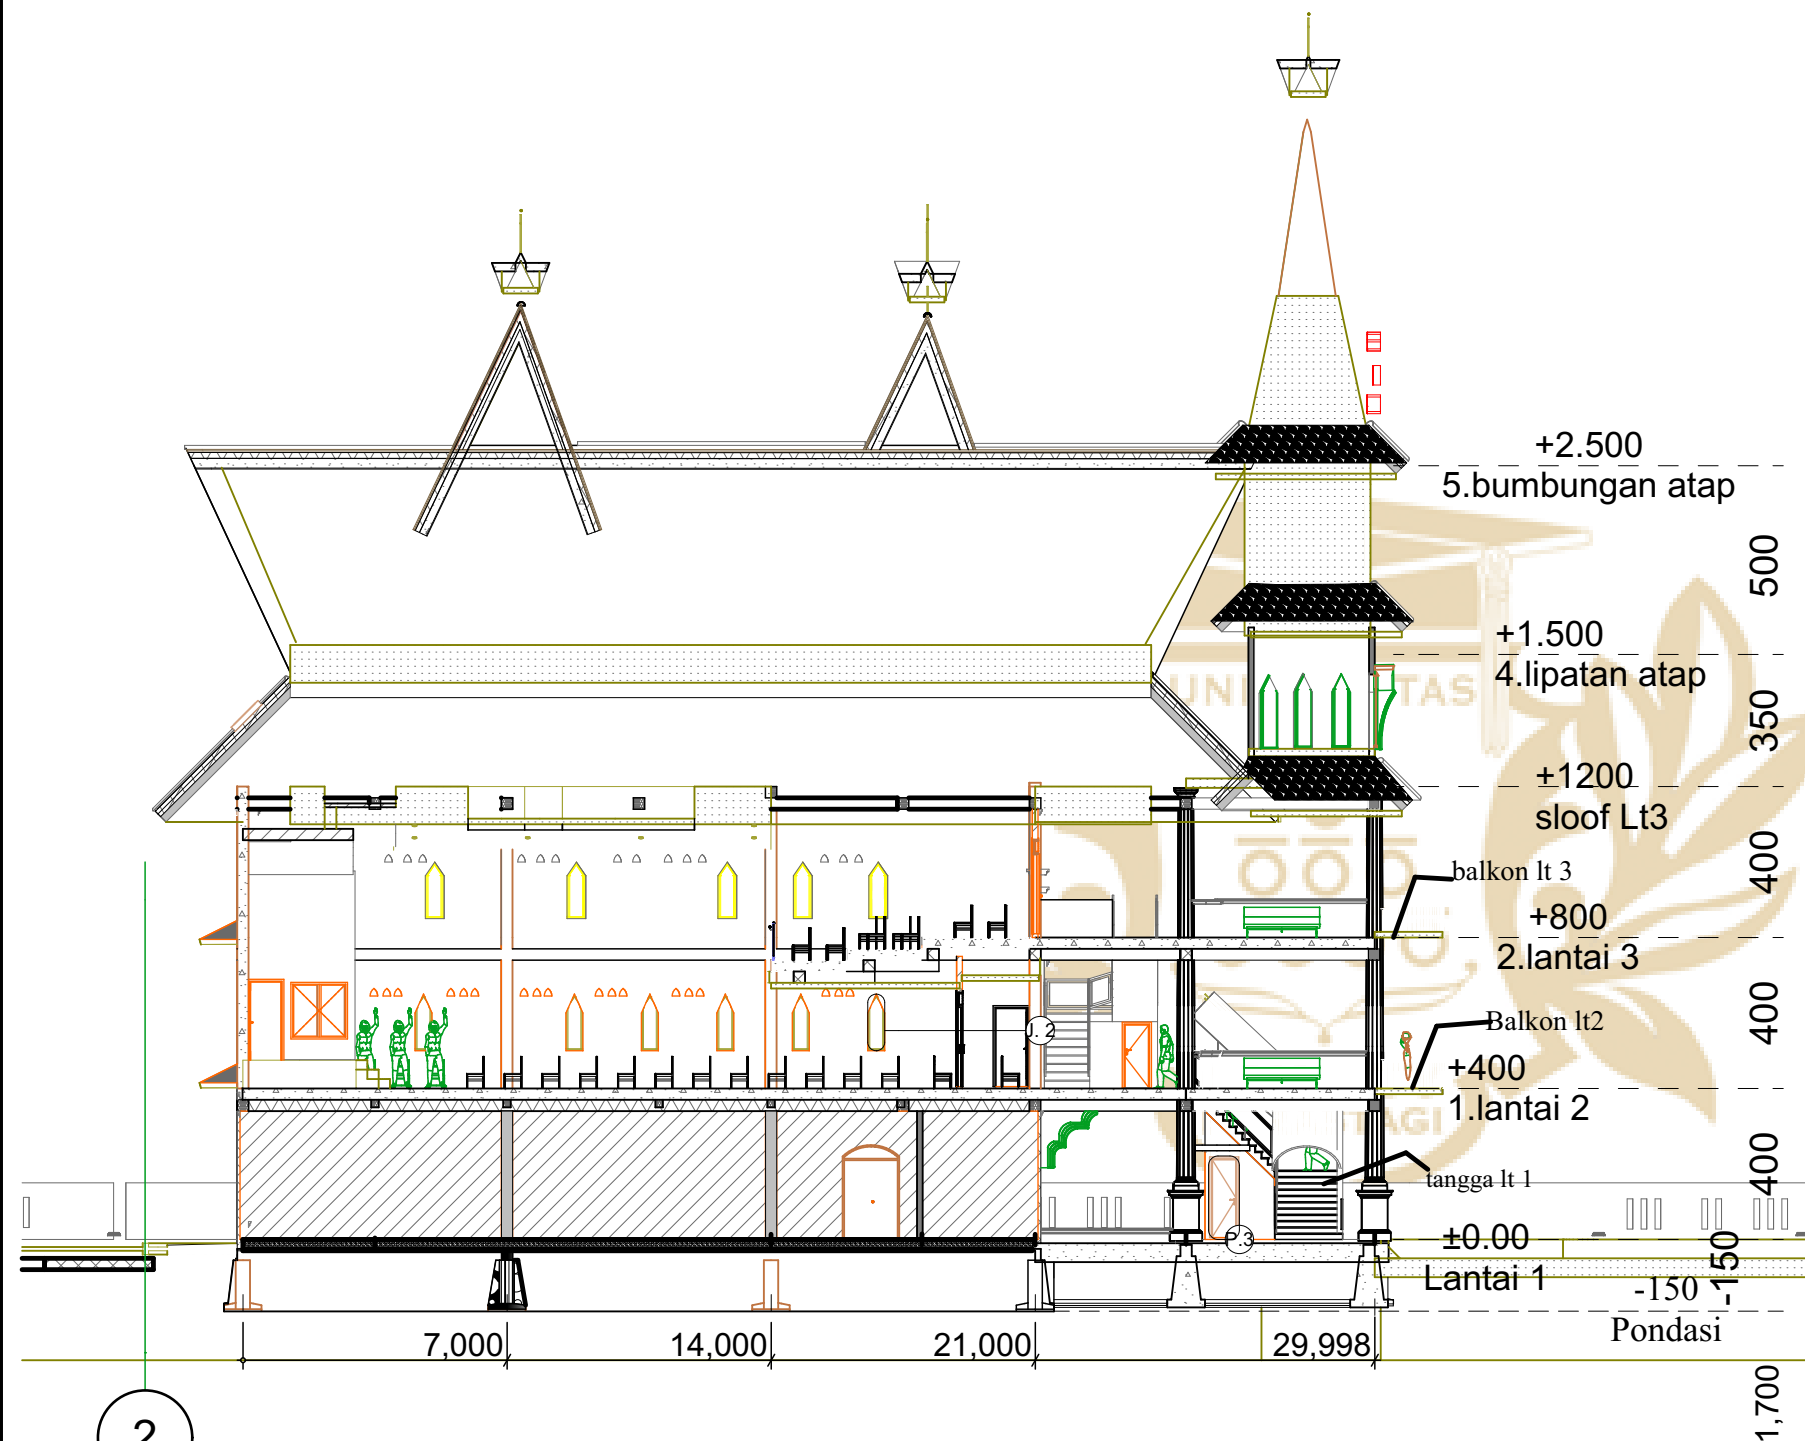 +2.500
5.bumbungan atap
500
+1.500
4.lipatan atap
350
+1200
sloof Lt3
400
balkon lt 3
+800
2.lantai 3
400
J. 2
Balkon lt2
+400
1.lantai 2
400
tangga lt 1
P.3
±0.00
Lantai 1
-150
-150
Pondasi
7,000
14,000
21,000
29,998
1,700
2